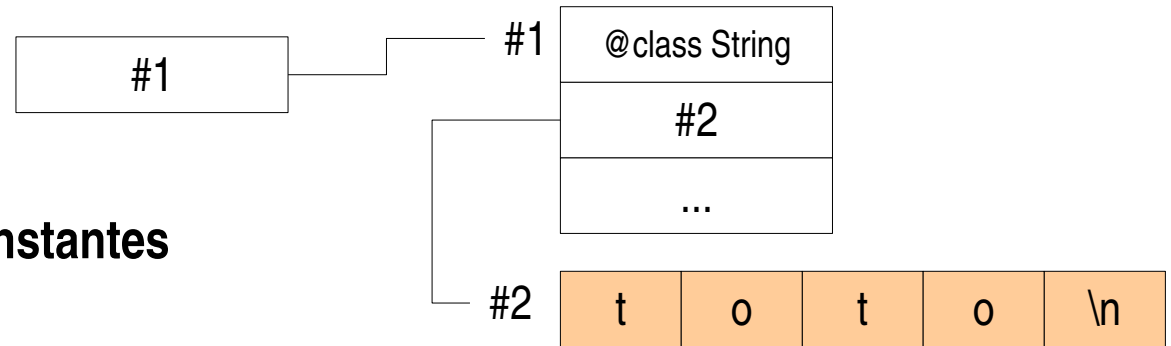 #1 #1 @class String
#2
...
nstantes
#2 t o t o \n